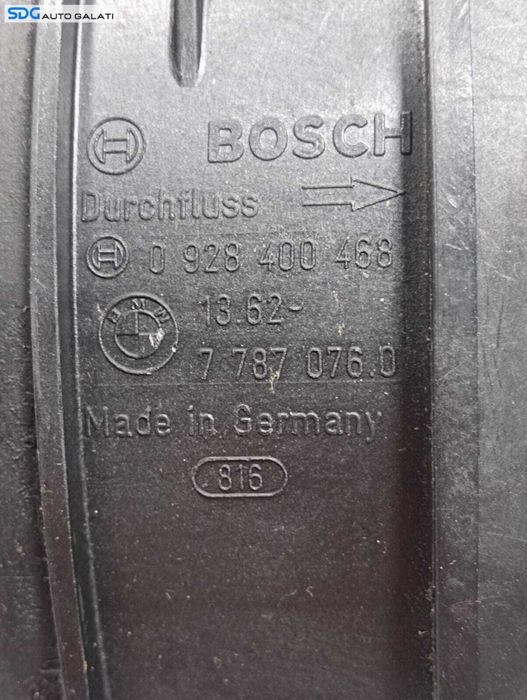 SDG AUTO GALATI
BOSCH
Durchfluss
0 928 400 468
BMW
13.62-
7 787 076.0
Made in Germany
816